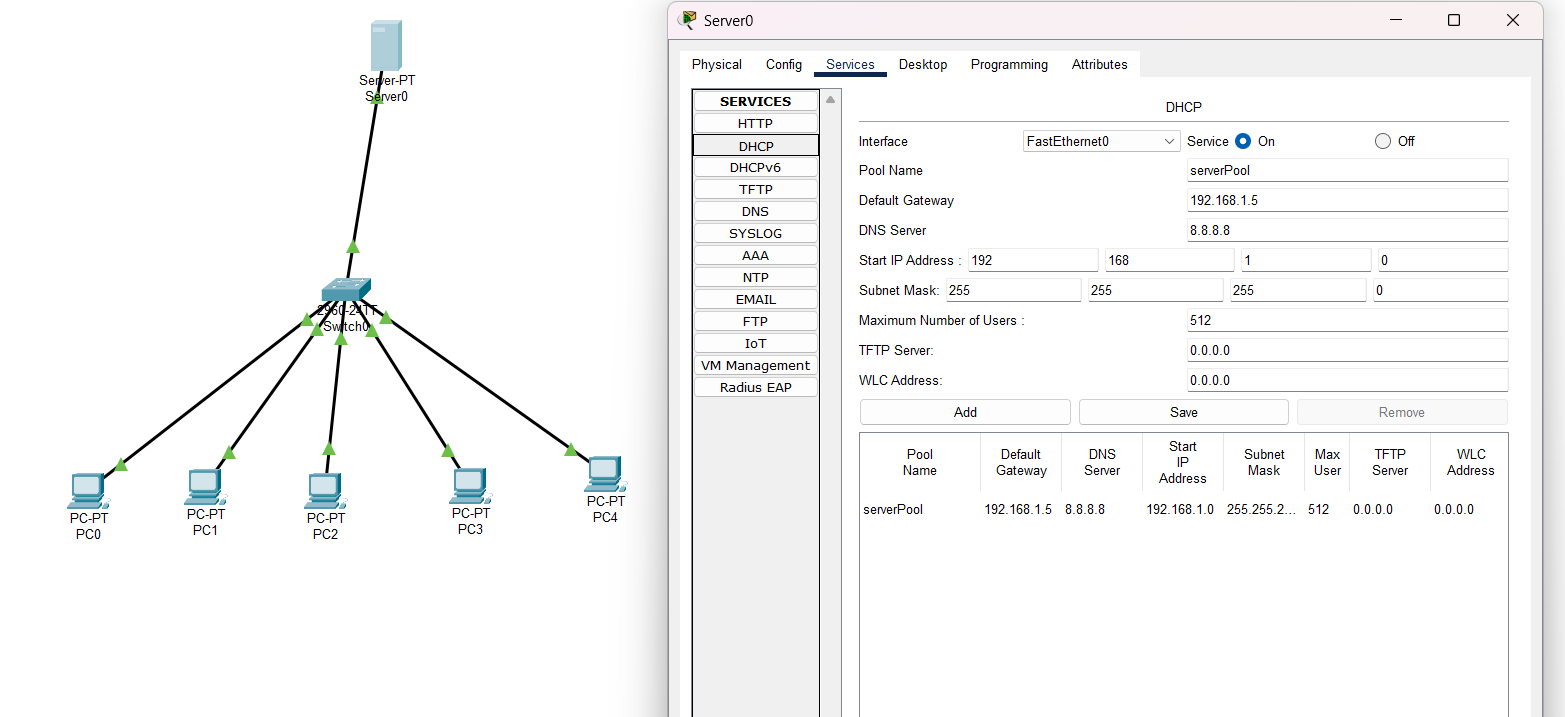 Server-PT
Server0
2960-24TT
Switch0
PC-PT
PC0
PC-PT
PC1
PC-PT
PC2
PC-PT
PC3
PC-PT
PC4
Server0
Physical Config Services Desktop Programming Attributes
SERVICES
HTTP
DHCP
DHCPv6
TFTP
DNS
SYSLOG
AAA
NTP
EMAIL
FTP
IoT
VM Management
Radius EAP
DHCP
Interface FastEthernet0 Service On Off
Pool Name serverPool
Default Gateway 192.168.1.5
DNS Server 8.8.8.8
Start IP Address : 192 168 1 0
Subnet Mask: 255 255 255 0
Maximum Number of Users : 512
TFTP Server: 0.0.0.0
WLC Address: 0.0.0.0
Add Save Remove
Pool Name Default Gateway DNS Server Start IP Address Subnet Mask Max User TFTP Server WLC Address
serverPool 192.168.1.5 8.8.8.8 192.168.1.0 255.255.2... 512 0.0.0.0 0.0.0.0